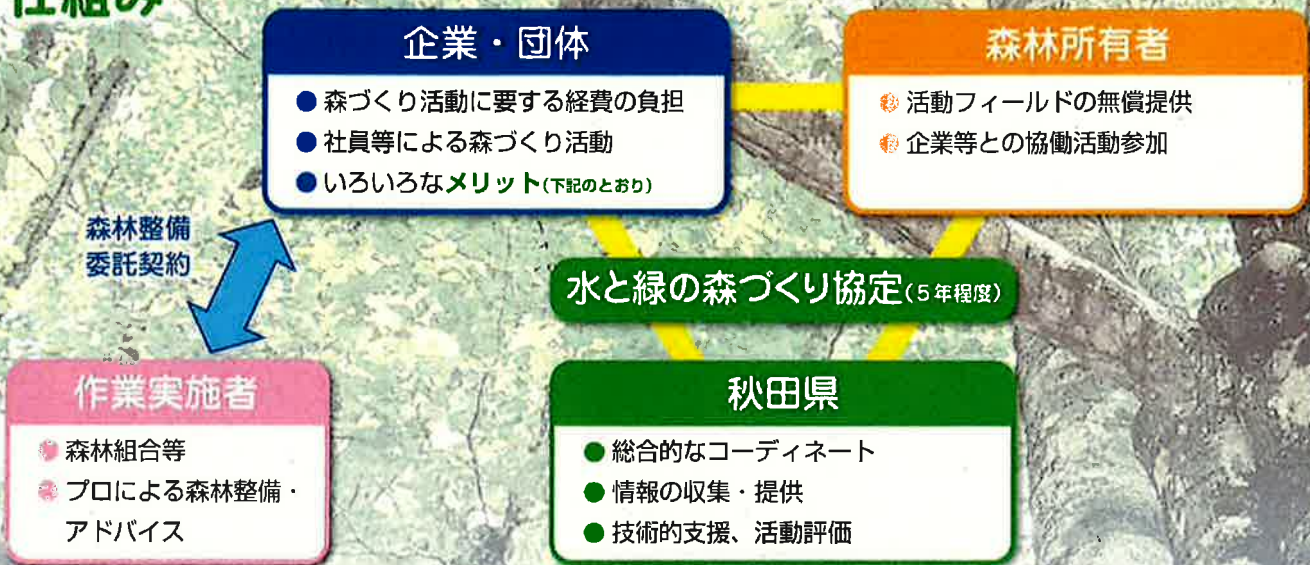 仕組み
企業・団体
● 森づくり活動に要する経費の負担
● 社員等による森づくり活動
● いろいろなメリット(下記のとおり)
森林所有者
● 活動フィールドの無償提供
● 企業等との協働活動参加
森林整備
委託契約
水と緑の森づくり協定(5年程度)
作業実施者
● 森林組合等
● プロによる森林整備・
アドバイス
秋田県
● 総合的なコーディネート
● 情報の収集・提供
● 技術的支援、活動評価